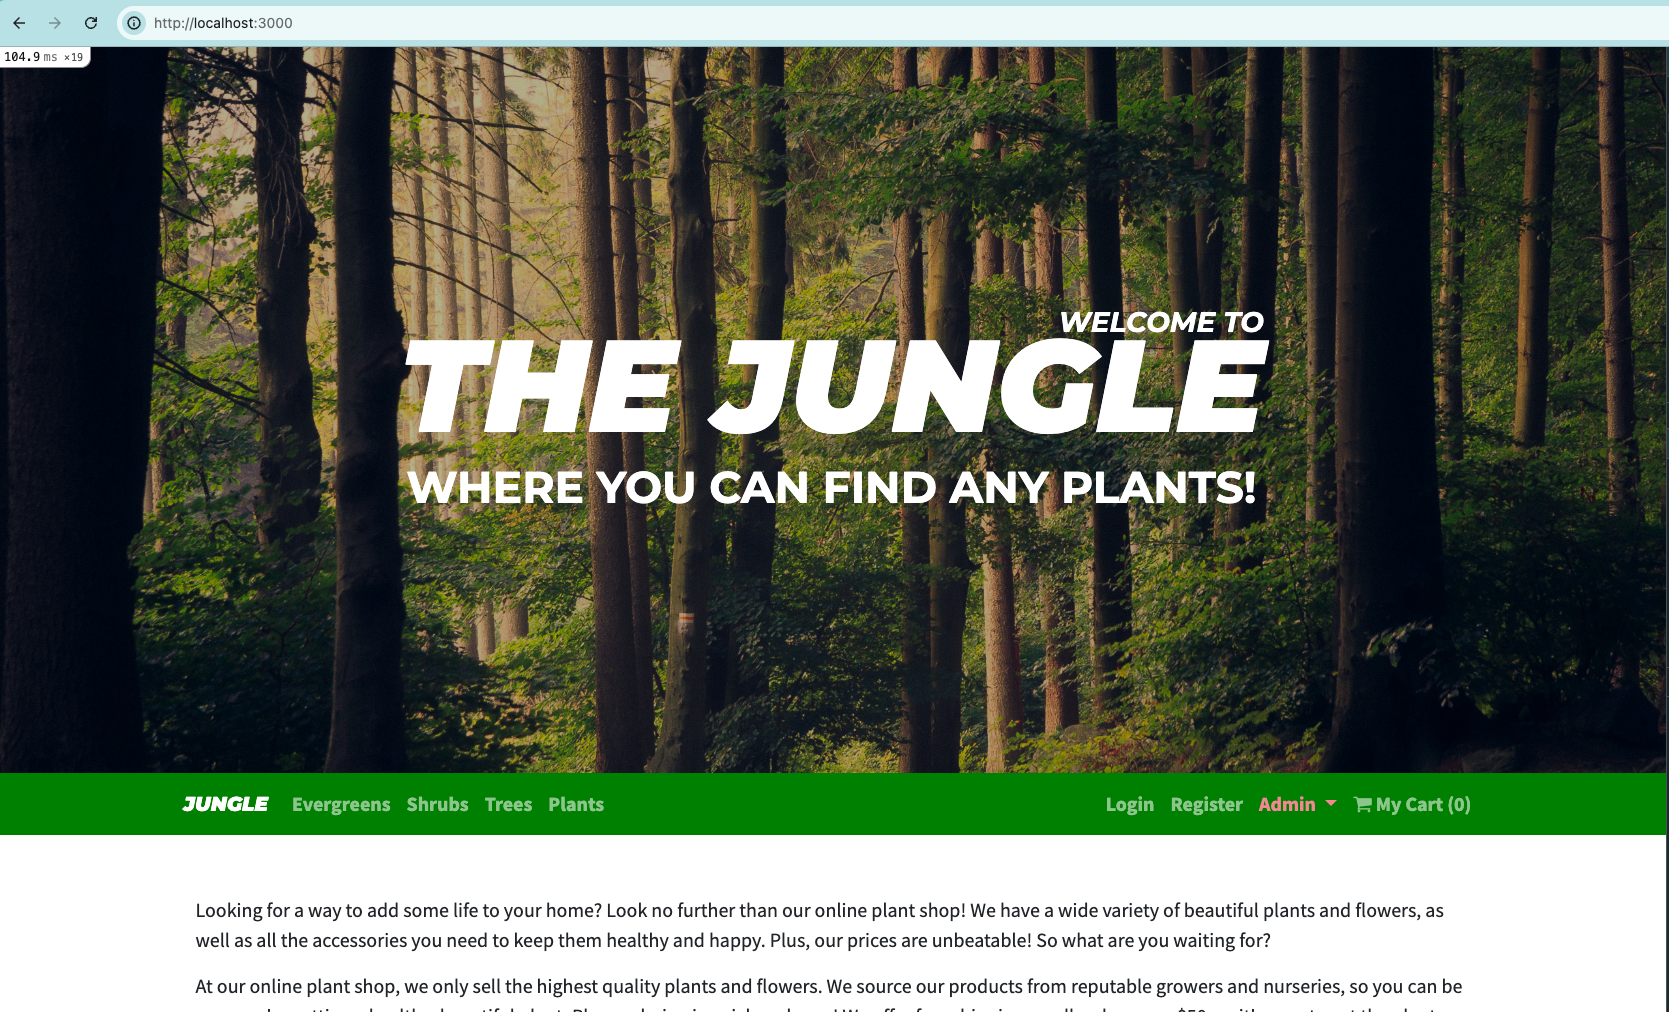 http://localhost:3000
104.9 ms ×19
WELCOME TO
THE JUNGLE
WHERE YOU CAN FIND ANY PLANTS!
JUNGLE Evergreens Shrubs Trees Plants Login Register Admin My Cart (0)
Looking for a way to add some life to your home? Look no further than our online plant shop! We have a wide variety of beautiful plants and flowers, as
well as all the accessories you need to keep them healthy and happy. Plus, our prices are unbeatable! So what are you waiting for?
At our online plant shop, we only sell the highest quality plants and flowers. We source our products from reputable growers and nurseries, so you can be